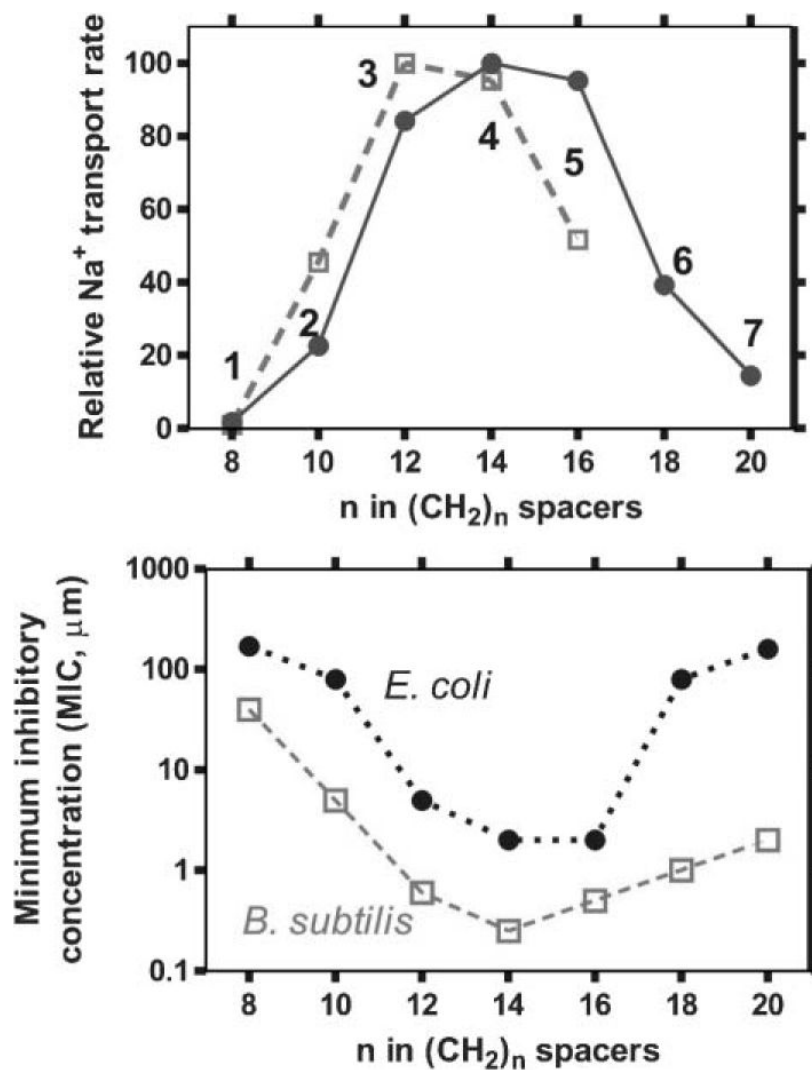 Relative Na⁺ transport rate
100
80
60
40
20
0
1
2
3
4
5
6
7
8 10 12 14 16 18 20
n in (CH₂)ₙ spacers
Minimum inhibitory
concentration (MIC, μm)
1000
100
10
1
0.1
E. coli
B. subtilis
8 10 12 14 16 18 20
n in (CH₂)ₙ spacers